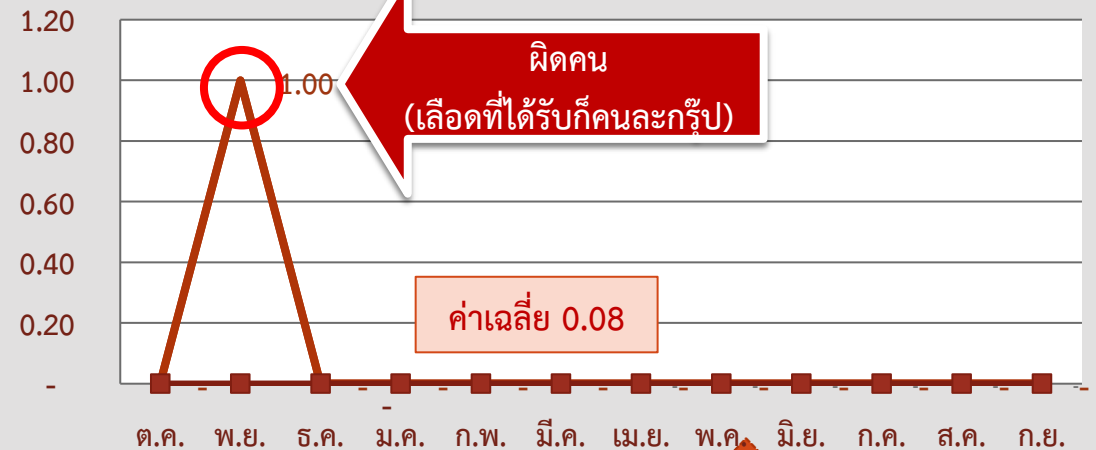 1.20
1.00
0.80
0.60
0.40
0.20
-
1.00
ผิดคน
(เลือดที่ได้รับก็คนละกรุ๊ป)
ค่าเฉลี่ย 0.08
- - - - - - - - - - -
ต.ค. พ.ย. ธ.ค. ม.ค. ก.พ. มี.ค. เม.ย. พ.ค. มิ.ย. ก.ค. ส.ค. ก.ย.